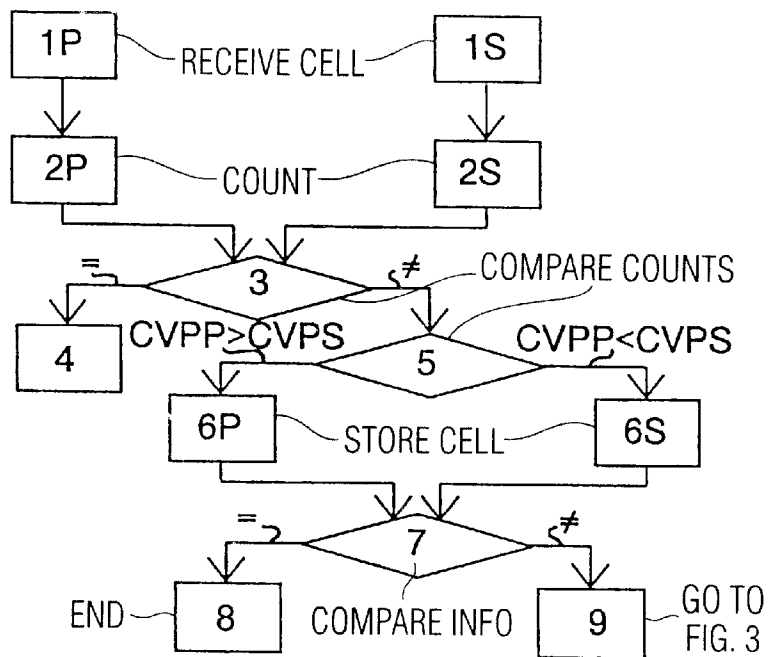 1P
RECEIVE CELL
1S
2P
COUNT
2S
=
3
≠
COMPARE COUNTS
4
CVPP>CVPS
5
CVPP<CVPS
6P
STORE CELL
6S
=
7
≠
END
8
COMPARE INFO
9
GO TO
FIG. 3